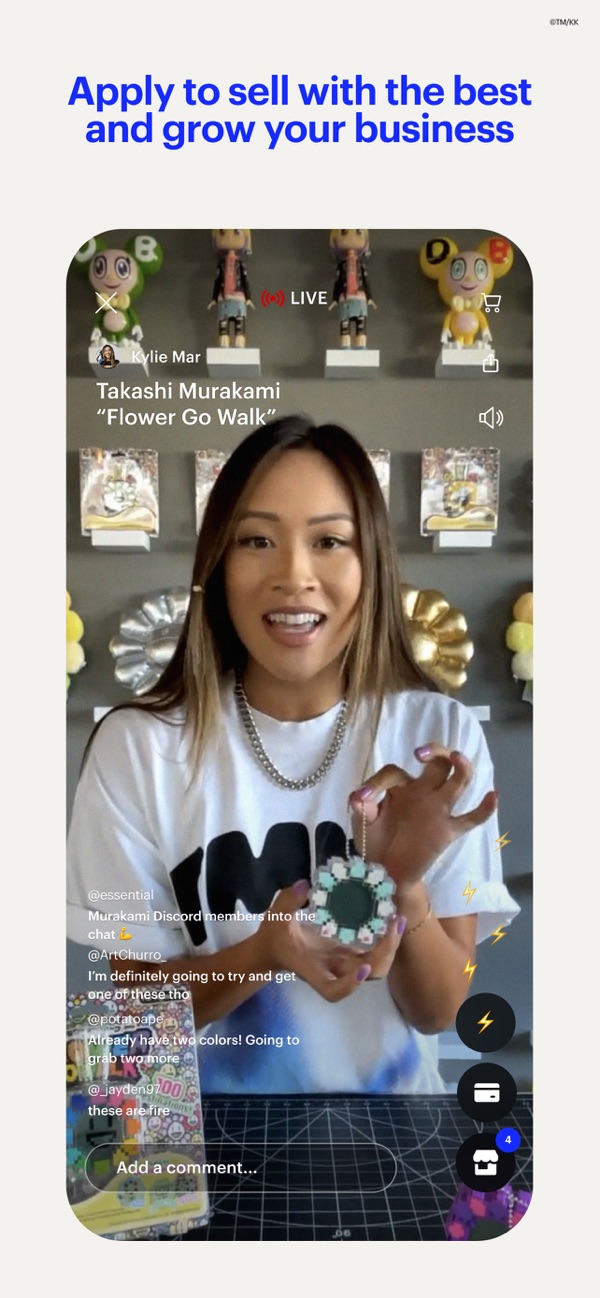 ©TM/KK
Apply to sell with the best
and grow your business
D B
D B
LIVE
Kylie Mar
Takashi Murakami
“Flower Go Walk”
@essential
Murakami Discord members into the
chat 💪
@ArtChurro_
I’m definitely going to try and get
one of these tho
@potatoape
Already have two colors! Going to
grab two more
@_jayden97
these are fire
100
4
Add a comment...